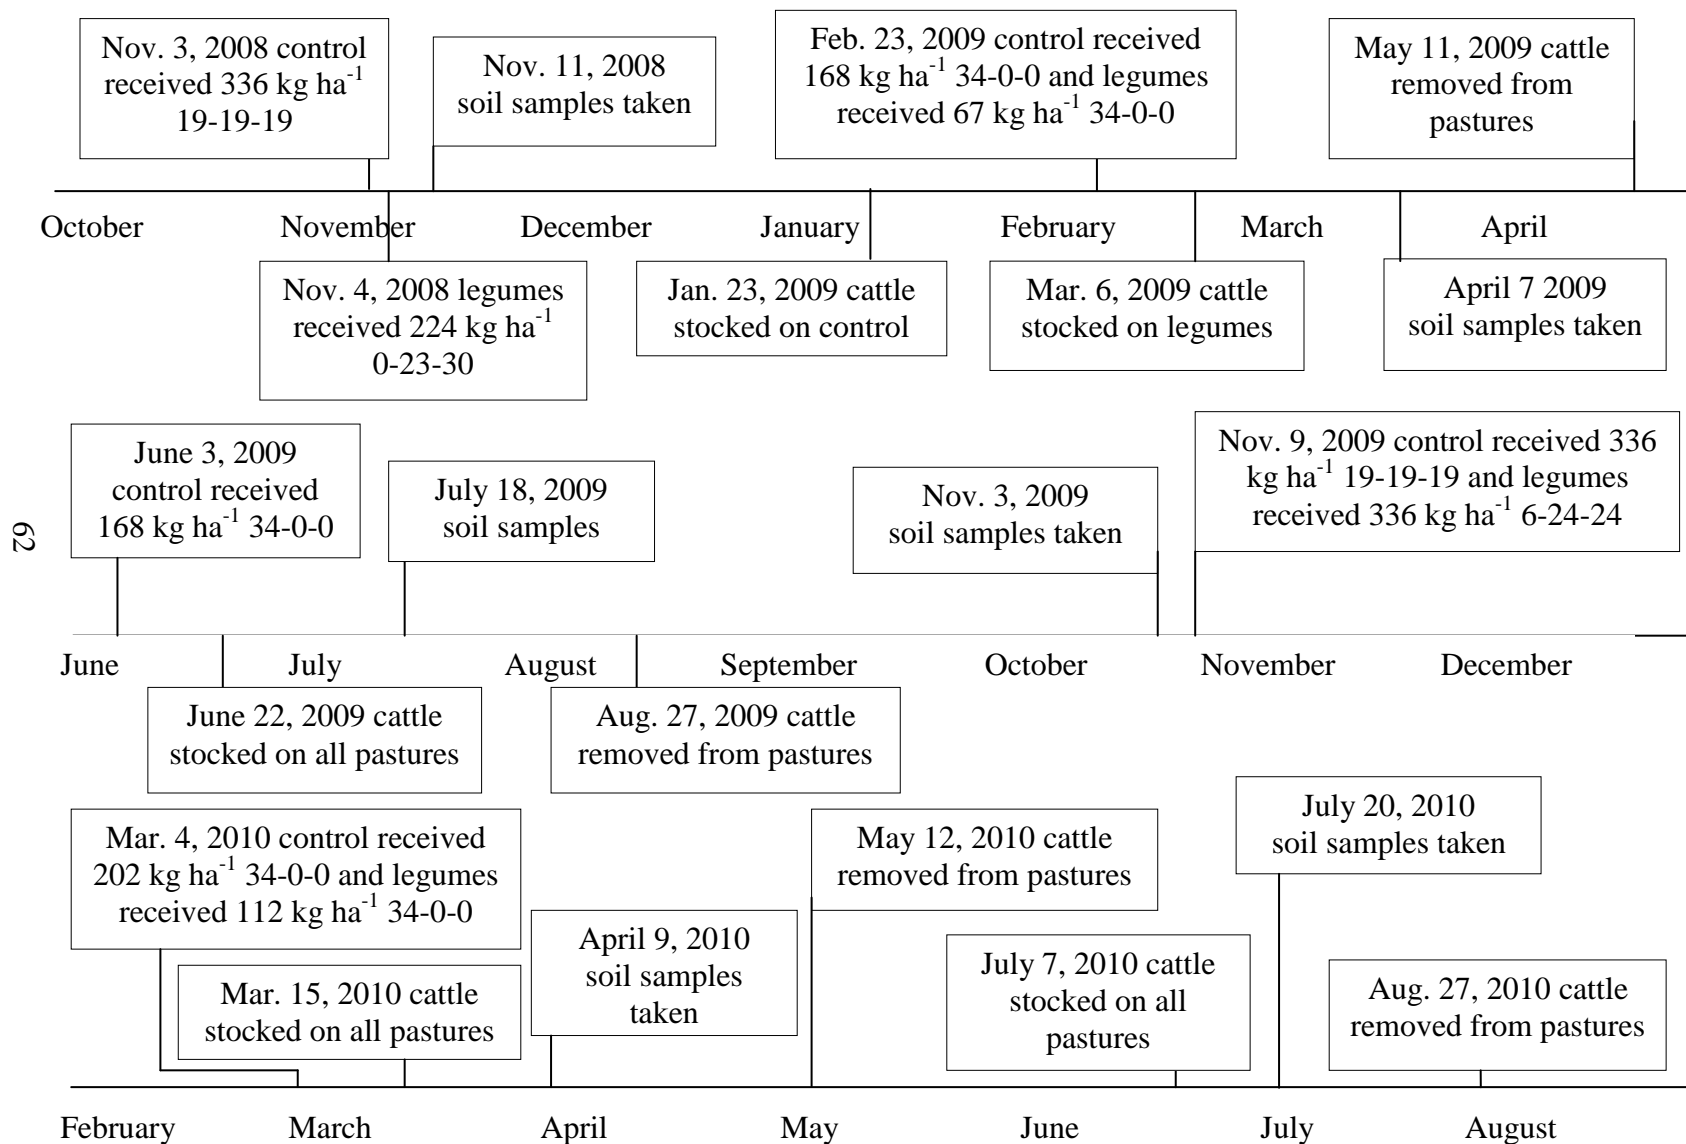 Nov. 3, 2008 control
received 336 kg ha⁻¹
19-19-19
Nov. 11, 2008
soil samples taken
Feb. 23, 2009 control received
168 kg ha⁻¹ 34-0-0 and legumes
received 67 kg ha⁻¹ 34-0-0
May 11, 2009 cattle
removed from
pastures
October November December January February March April
Nov. 4, 2008 legumes
received 224 kg ha⁻¹
0-23-30
Jan. 23, 2009 cattle
stocked on control
Mar. 6, 2009 cattle
stocked on legumes
April 7 2009
soil samples taken
June 3, 2009
control received
168 kg ha⁻¹ 34-0-0
July 18, 2009
soil samples
Nov. 3, 2009
soil samples taken
Nov. 9, 2009 control received 336
kg ha⁻¹ 19-19-19 and legumes
received 336 kg ha⁻¹ 6-24-24
62
June July August September October November December
June 22, 2009 cattle
stocked on all pastures
Aug. 27, 2009 cattle
removed from pastures
Mar. 4, 2010 control received
202 kg ha⁻¹ 34-0-0 and legumes
received 112 kg ha⁻¹ 34-0-0
Mar. 15, 2010 cattle
stocked on all pastures
April 9, 2010
soil samples
taken
May 12, 2010 cattle
removed from pastures
July 7, 2010 cattle
stocked on all
pastures
July 20, 2010
soil samples taken
Aug. 27, 2010 cattle
removed from pastures
February March April May June July August